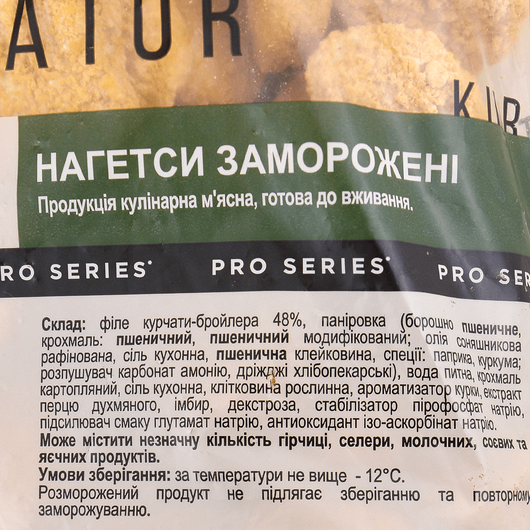 ATOR
KUR
НАГЕТСИ ЗАМОРОЖЕНІ
Продукція кулінарна м'ясна, готова до вживання.
PRO SERIES PRO SERIES PRO SER
Склад: філе курчати-бройлера 48%, паніровка (борошно пшеничне,
крохмаль: пшеничний, пшеничний модифікований; олія соняшникова
рафінована, сіль кухонна, пшенична клейковина, спеції: паприка, куркума;
розпушувач карбонат амонію, дріжджі хлібопекарські), вода питна, крохмаль
картопляний, сіль кухонна, клітковина рослинна, ароматизатор курки, екстракт
перцю духмяного, імбир, декстроза, стабілізатор пірофосфат натрію,
підсилювач смаку глутамат натрію, антиоксидант ізо-аскорбінат натрію.
Може містити незначну кількість гірчиці, селери, молочних, соєвих та
яєчних продуктів.
Умови зберігання: за температури не вище - 12°С.
Розморожений продукт не підлягає зберіганню та повторному
заморожуванню.